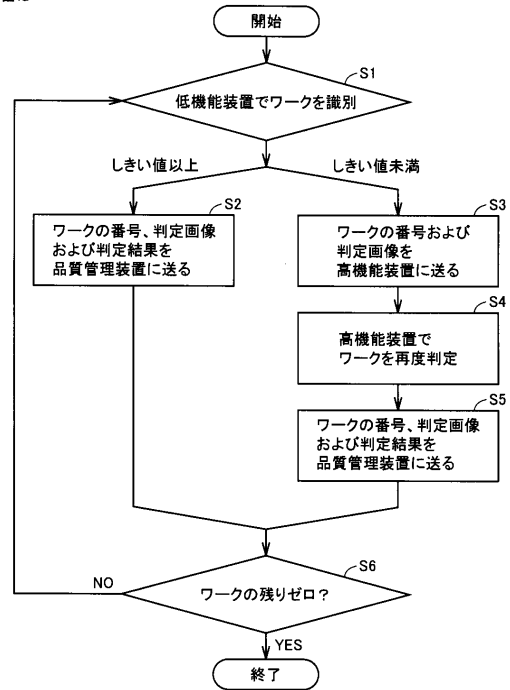 開始
S1
低機能装置でワークを識別
しきい値以上
しきい値未満
S2
ワークの番号、判定画像
および判定結果を
品質管理装置に送る
S3
ワークの番号および
判定画像を
高機能装置に送る
S4
高機能装置で
ワークを再度判定
S5
ワークの番号、判定画像
および判定結果を
品質管理装置に送る
S6
ワークの残りゼロ？
NO
YES
終了